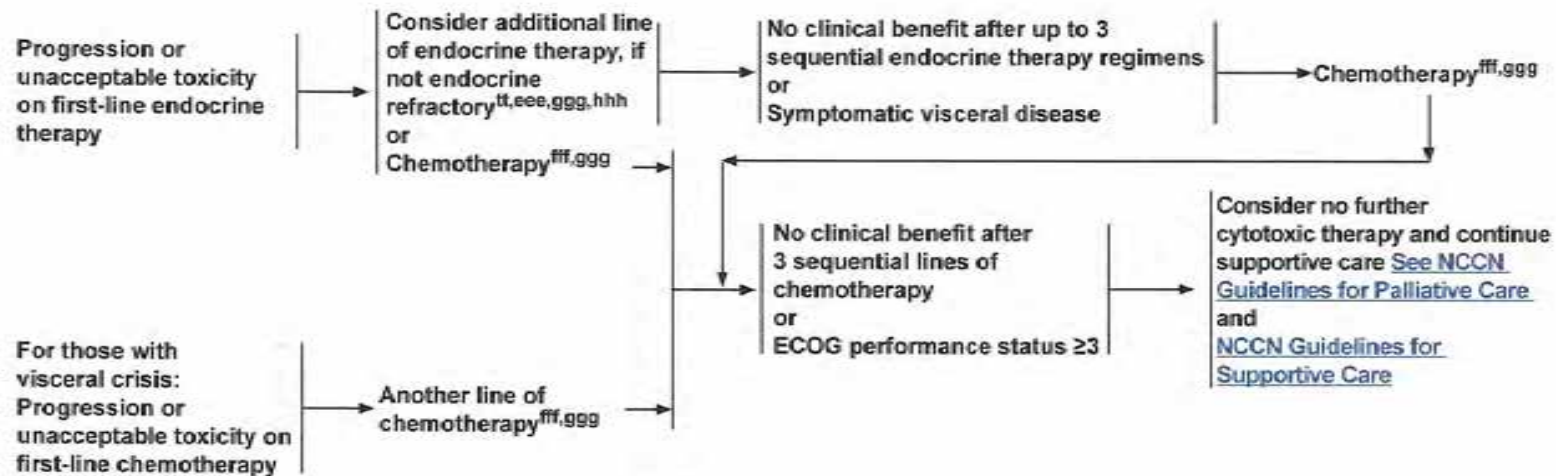 Progression or
unacceptable toxicity
on first-line endocrine
therapy
Consider additional line
of endocrine therapy, if
not endocrine
refractorytt,eee,ggg,hhh
or
Chemotherapyfff,ggg
No clinical benefit after up to 3
sequential endocrine therapy regimens
or
Symptomatic visceral disease
Chemotherapyfff,ggg
For those with
visceral crisis:
Progression or
unacceptable toxicity on
first-line chemotherapy
Another line of
chemotherapyfff,ggg
No clinical benefit after
3 sequential lines of
chemotherapy
or
ECOG performance status ≥3
Consider no further
cytotoxic therapy and continue
supportive care See NCCN
Guidelines for Palliative Care
and
NCCN Guidelines for
Supportive Care